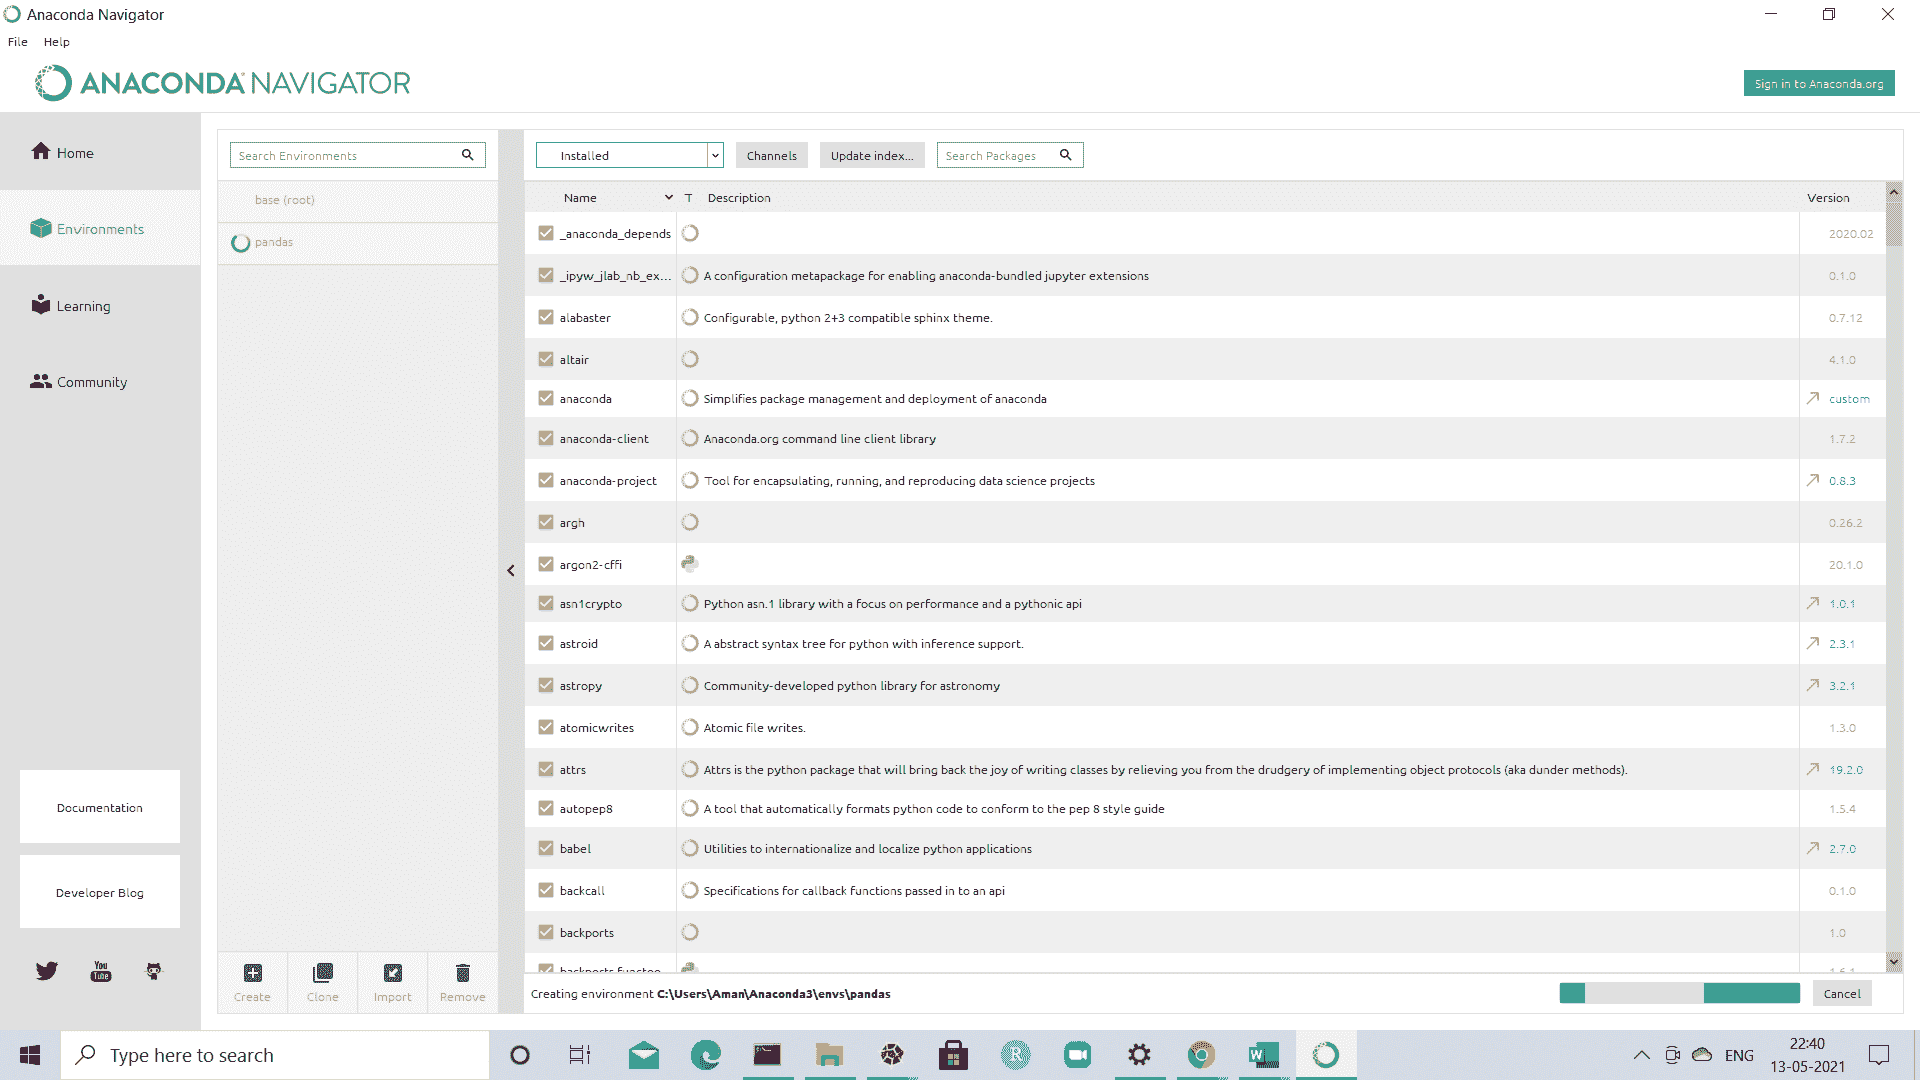 Anaconda Navigator
File Help
ANACONDA NAVIGATOR
Sign in to Anaconda.org
Home
Environments
Learning
Community
Documentation
Developer Blog
You
Tube
Search Environments
base (root)
pandas
Create Clone Import Remove
Installed Channels Update index... Search Packages
Name T Description Version
_anaconda_depends 2020.02
_ipyw_jlab_nb_ex... A configuration metapackage for enabling anaconda-bundled jupyter extensions 0.1.0
alabaster Configurable, python 2+3 compatible sphinx theme. 0.7.12
altair 4.1.0
anaconda Simplifies package management and deployment of anaconda custom
anaconda-client Anaconda.org command line client library 1.7.2
anaconda-project Tool for encapsulating, running, and reproducing data science projects 0.8.3
argh 0.26.2
argon2-cffi 20.1.0
asn1crypto Python asn.1 library with a focus on performance and a pythonic api 1.0.1
astroid A abstract syntax tree for python with inference support. 2.3.1
astropy Community-developed python library for astronomy 3.2.1
atomicwrites Atomic file writes. 1.3.0
attrs Attrs is the python package that will bring back the joy of writing classes by relieving you from the drudgery of implementing object protocols (aka dunder methods). 19.2.0
autopep8 A tool that automatically formats python code to conform to the pep 8 style guide 1.5.4
babel Utilities to internationalize and localize python applications 2.7.0
backcall Specifications for callback functions passed in to an api 0.1.0
backports 1.0
backports.functoo... 1.6.1
Creating environment C:\Users\Aman\Anaconda3\envs\pandas Cancel
Type here to search
R
W
ENG
22:40
13-05-2021